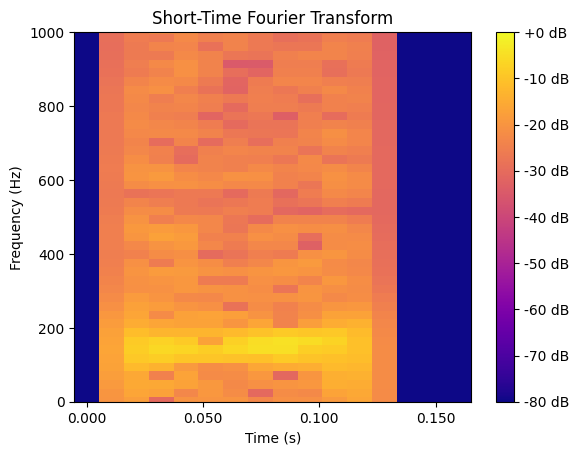 Short-Time Fourier Transform
1000
800
600
400
200
0
Frequency (Hz)
0.000
0.050
0.100
0.150
Time (s)
+0 dB
-10 dB
-20 dB
-30 dB
-40 dB
-50 dB
-60 dB
-70 dB
-80 dB